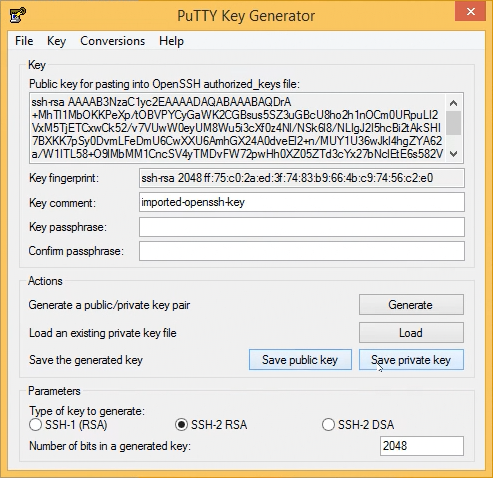 PuTTY Key Generator
File Key Conversions Help
Key
Public key for pasting into OpenSSH authorized_keys file:
ssh-rsa AAAAB3NzaC1yc2EAAAADAQABAAABAQDrA
+MhTl1MbOKKPeXp/tOBVPYCyGaWK2CGBsus5SZ3uGBcU8ho2h1nOCm0URpuLI2
VxM5TjETCxwCk52/v7VUwW0eyUM8Wu5i3cXf0z4Nl/NSk6I8/NLlgJ2I5hcBi2tAkSHI
7BXKK7pSy0DvmLFeDmU6CwXXU6AmhGX24A0dveEI2+n/MUY1U36wJkl4hgZYA62
a/W1ITL58+O9IMbMM1CncSV4yTMDvFW72pwHh0XZ05ZTd3cYx27bNclEtE6s582V
Key fingerprint: ssh-rsa 2048 ff:75:c0:2a:ed:3f:74:83:b9:66:4b:c9:74:56:c2:e0
Key comment: imported-openssh-key
Key passphrase:
Confirm passphrase:
Actions
Generate a public/private key pair Generate
Load an existing private key file Load
Save the generated key Save public key Save private key
Parameters
Type of key to generate:
SSH-1 (RSA) SSH-2 RSA SSH-2 DSA
Number of bits in a generated key: 2048